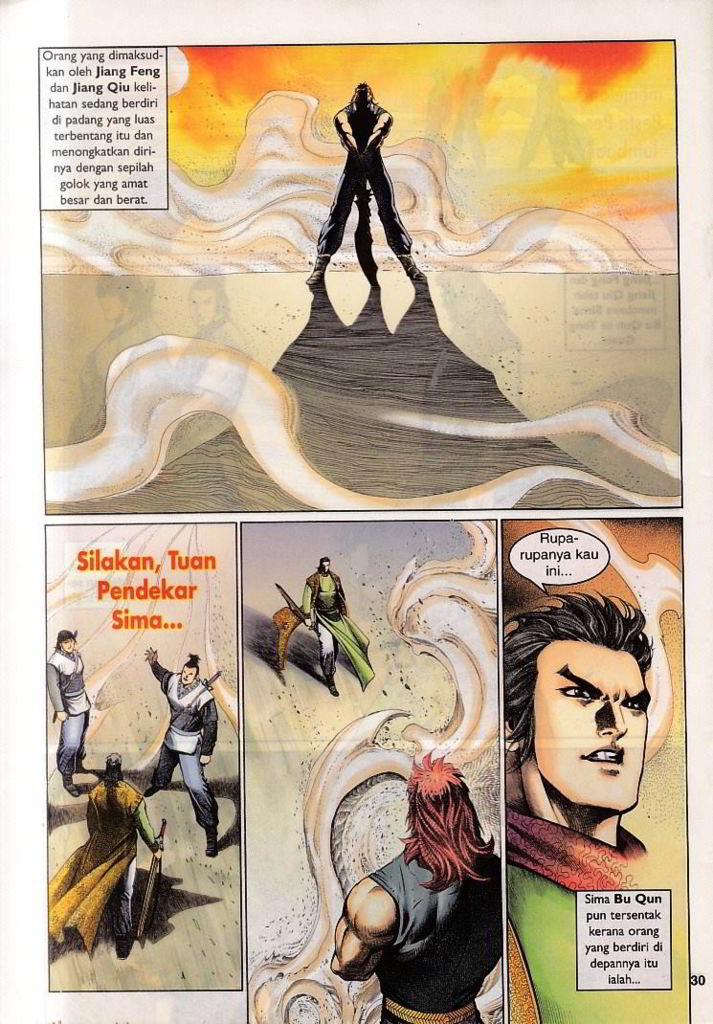 Orang yang dimaksud-
kan oleh Jiang Feng
dan Jiang Qiu keli-
hatan sedang berdiri
di padang yang luas
terbentang itu dan
menongkatkan diri-
nya dengan sepilah
golok yang amat
besar dan berat.
Silakan, Tuan
Pendekar
Sima...
Rupa-
rupanya kau
ini...
Sima Bu Qun
pun tersentak
kerana orang
yang berdiri di
depannya itu
ialah...
30